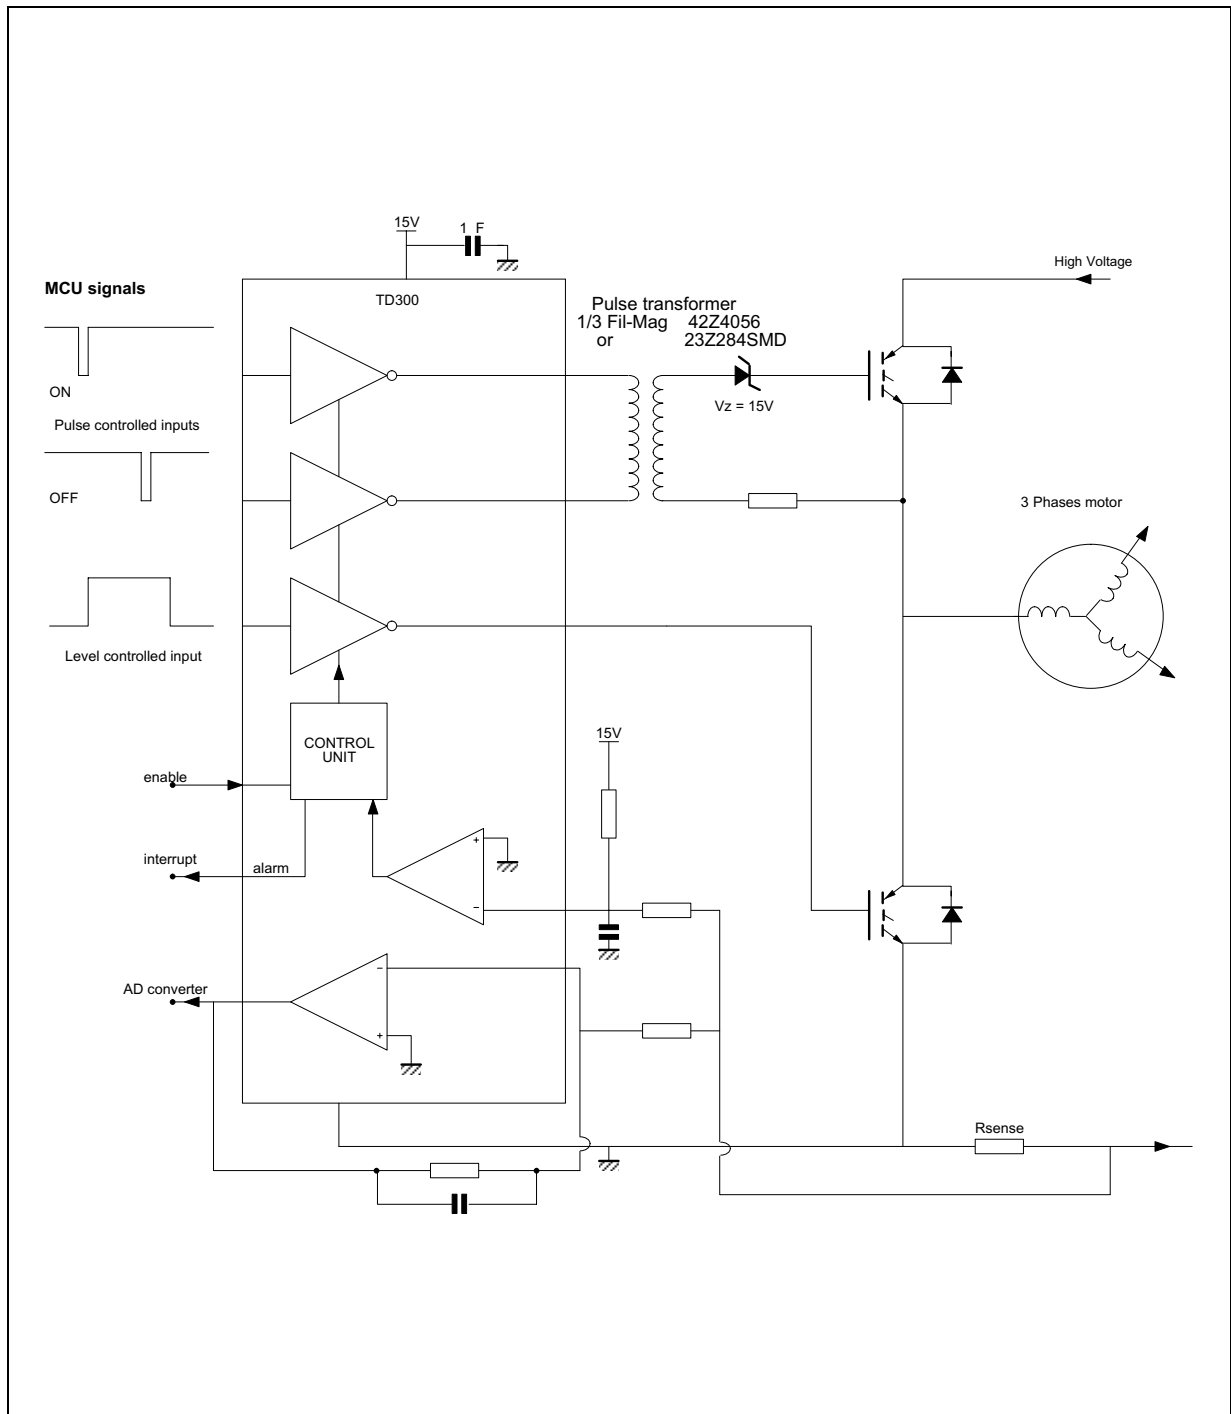 15V
1 F
High Voltage
MCU signals
TD300
Pulse transformer
1/3 Fil-Mag 42Z4056
or 23Z284SMD
ON
Vz = 15V
Pulse controlled inputs
OFF
3 Phases motor
Level controlled input
15V
CONTROL
UNIT
enable
+
interrupt
alarm
−
AD converter
−
+
Rsense